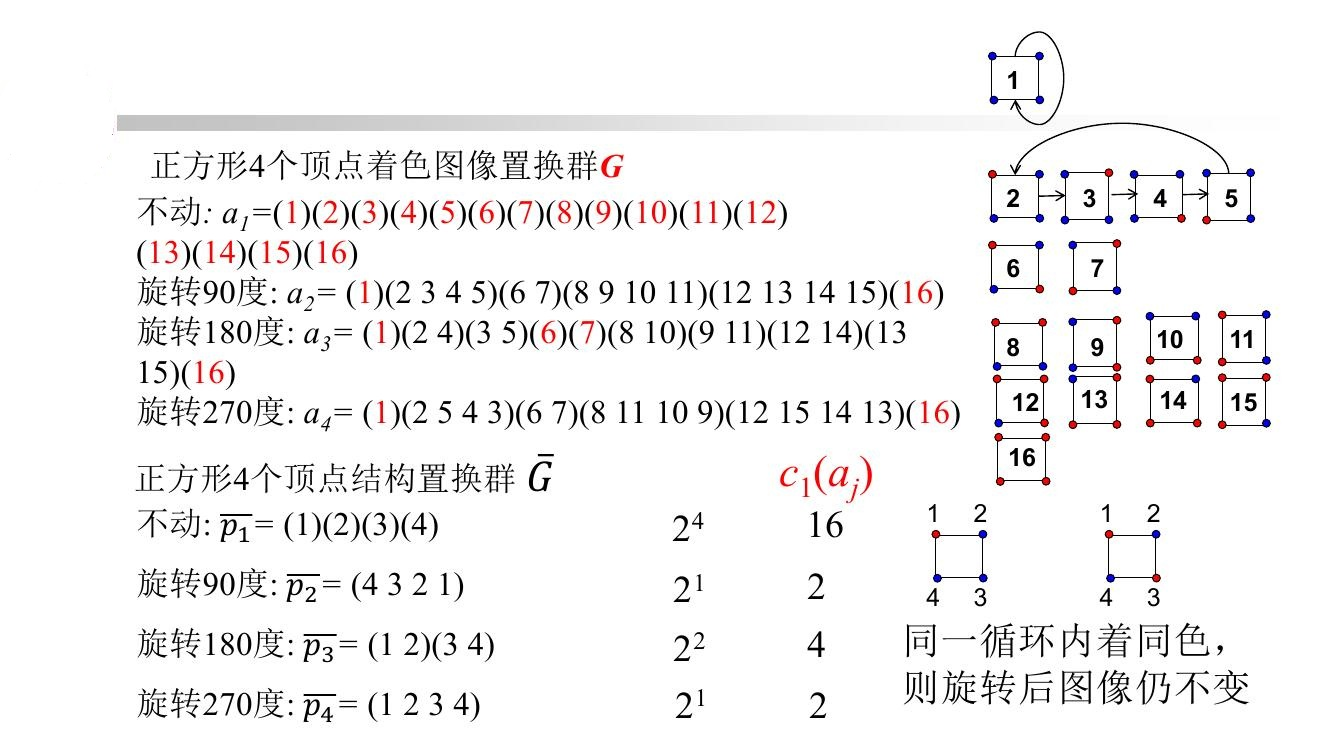 正方形4个顶点着色图像置换群G
不动: a1=(1)(2)(3)(4)(5)(6)(7)(8)(9)(10)(11)(12)
(13)(14)(15)(16)
旋转90度: a2= (1)(2 3 4 5)(6 7)(8 9 10 11)(12 13 14 15)(16)
旋转180度: a3= (1)(2 4)(3 5)(6)(7)(8 10)(9 11)(12 14)(13
15)(16)
旋转270度: a4= (1)(2 5 4 3)(6 7)(8 11 10 9)(12 15 14 13)(16)
正方形4个顶点结构置换群 G̅
c1(aj)
不动: p̅1= (1)(2)(3)(4) 2⁴ 16
旋转90度: p̅2= (4 3 2 1) 2¹ 2
旋转180度: p̅3= (1 2)(3 4) 2² 4
旋转270度: p̅4= (1 2 3 4) 2¹ 2
1
2 3 4 5
6 7
8 9 10 11
12 13 14 15
16
1 2 1 2
4 3 4 3
同一循环内着同色，
则旋转后图像仍不变